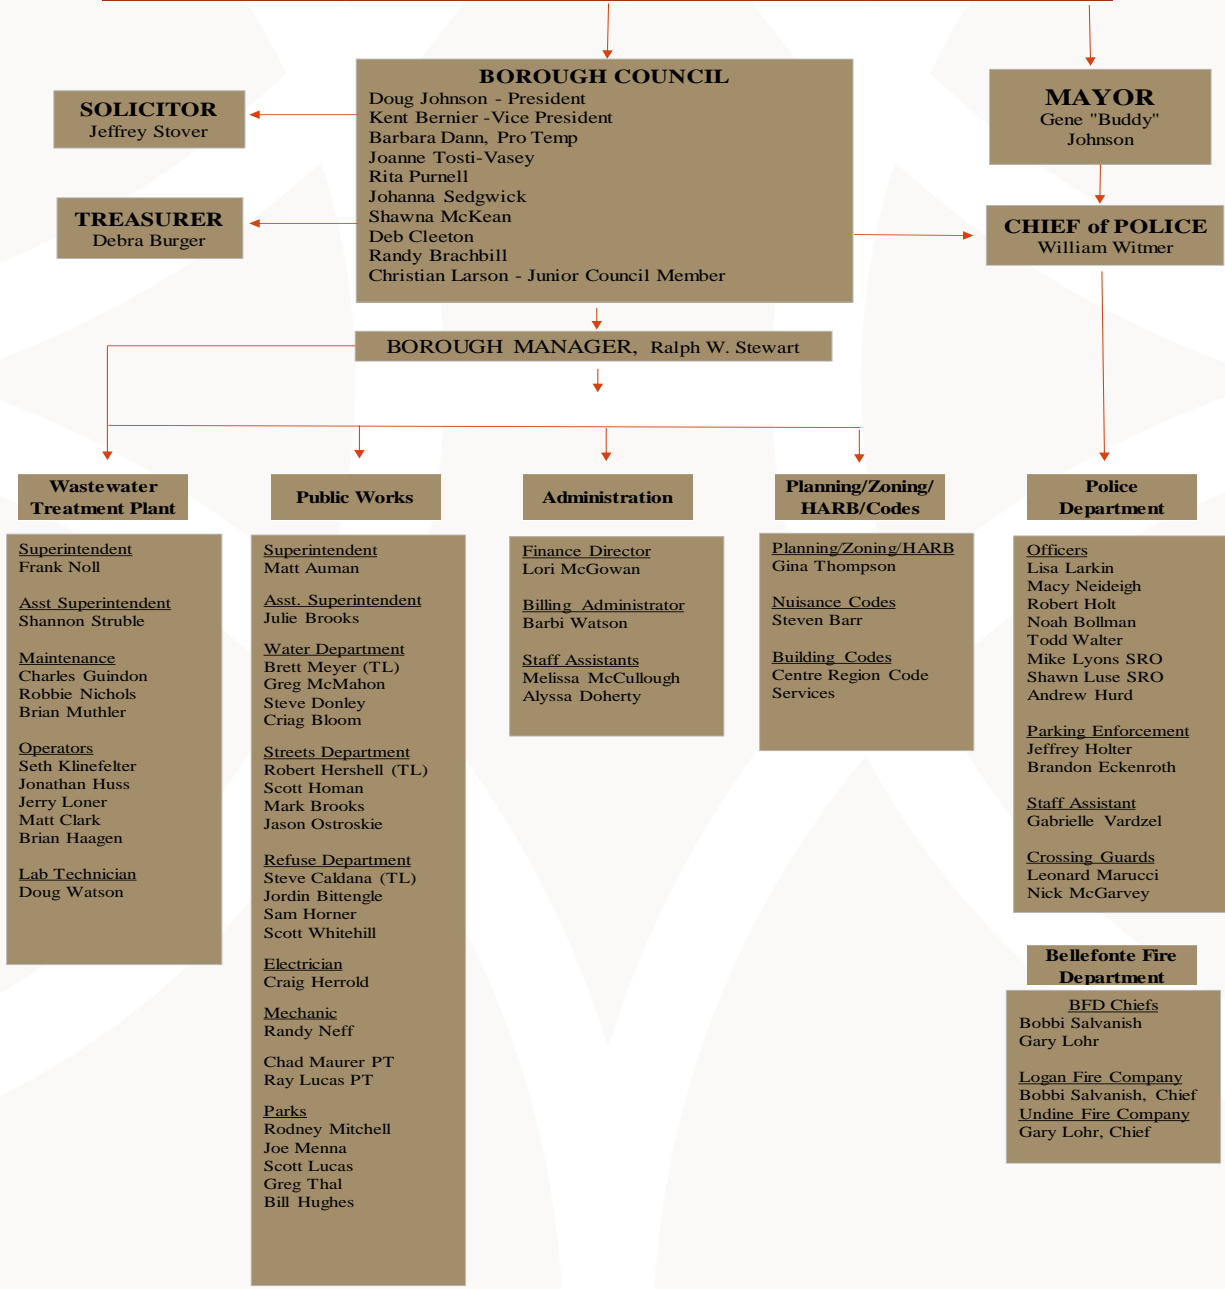 BOROUGH COUNCIL
Doug Johnson - President
Kent Bernier -Vice President
Barbara Dann, Pro Temp
Joanne Tosti-Vasey
Rita Purnell
Johanna Sedgwick
Shawna McKean
Deb Cleeton
Randy Brachbill
Christian Larson - Junior Council Member
SOLICITOR
Jeffrey Stover
TREASURER
Debra Burger
MAYOR
Gene "Buddy"
Johnson
CHIEF of POLICE
William Witmer
BOROUGH MANAGER, Ralph W. Stewart
Wastewater
Treatment Plant
Superintendent
Frank Noll
Asst Superintendent
Shannon Struble
Maintenance
Charles Guindon
Robbie Nichols
Brian Muthler
Operators
Seth Klinefelter
Jonathan Huss
Jerry Loner
Matt Clark
Brian Haagen
Lab Technician
Doug Watson
Public Works
Superintendent
Matt Auman
Asst. Superintendent
Julie Brooks
Water Department
Brett Meyer (TL)
Greg McMahon
Steve Donley
Criag Bloom
Streets Department
Robert Hershell (TL)
Scott Homan
Mark Brooks
Jason Ostroskie
Refuse Department
Steve Caldana (TL)
Jordin Bittengle
Sam Horner
Scott Whitehill
Electrician
Craig Herrold
Mechanic
Randy Neff
Chad Maurer PT
Ray Lucas PT
Parks
Rodney Mitchell
Joe Menna
Scott Lucas
Greg Thal
Bill Hughes
Administration
Finance Director
Lori McGowan
Billing Administrator
Barbi Watson
Staff Assistants
Melissa McCullough
Alyssa Doherty
Planning/Zoning/
HARB/Codes
Planning/Zoning/HARB
Gina Thompson
Nuisance Codes
Steven Barr
Building Codes
Centre Region Code
Services
Police
Department
Officers
Lisa Larkin
Macy Neideigh
Robert Holt
Noah Bollman
Todd Walter
Mike Lyons SRO
Shawn Luse SRO
Andrew Hurd
Parking Enforcement
Jeffrey Holter
Brandon Eckenroth
Staff Assistant
Gabrielle Vardzel
Crossing Guards
Leonard Marucci
Nick McGarvey
Bellefonte Fire
Department
BFD Chiefs
Bobbi Salvanish
Gary Lohr
Logan Fire Company
Bobbi Salvanish, Chief
Undine Fire Company
Gary Lohr, Chief